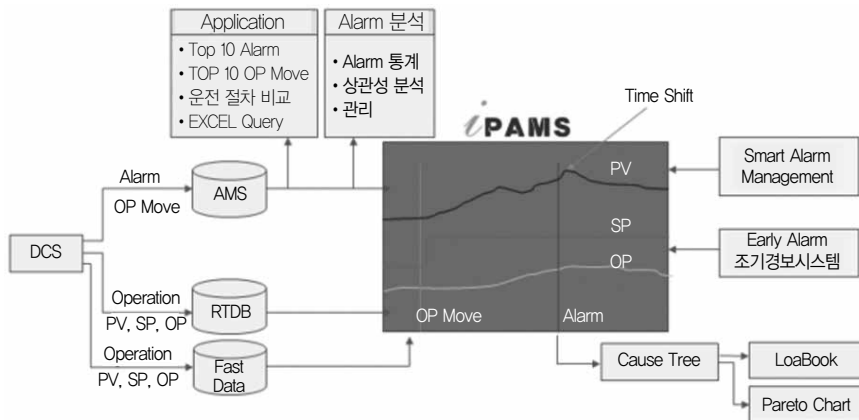 Application
• Top 10 Alarm
• TOP 10 OP Move
• 운전 절차 비교
• EXCEL Query
Alarm 분석
• Alarm 통계
• 상관성 분석
• 관리
iPAMS
Time Shift
Alarm
OP Move
AMS
PV
SP
OP
OP Move
Alarm
Smart Alarm
Management
Early Alarm
조기경보시스템
DCS
Operation
PV, SP, OP
RTDB
Operation
PV, SP, OP
Fast
Data
Cause Tree
LoaBook
Pareto Chart